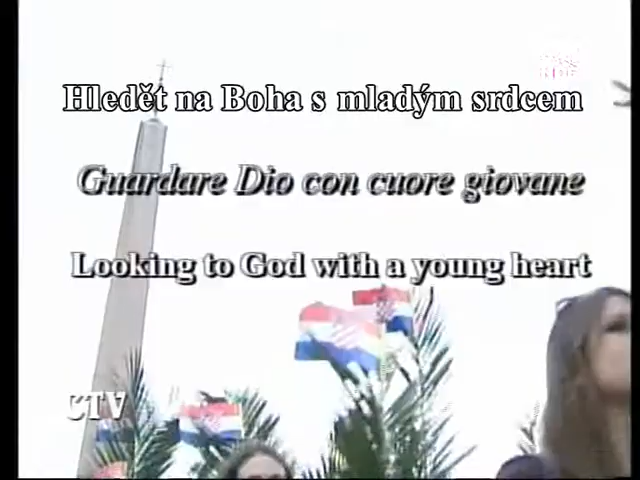 Hledět na Boha s mladým srdcem
Guardare Dio con cuore giovane
Looking to God with a young heart
CTV